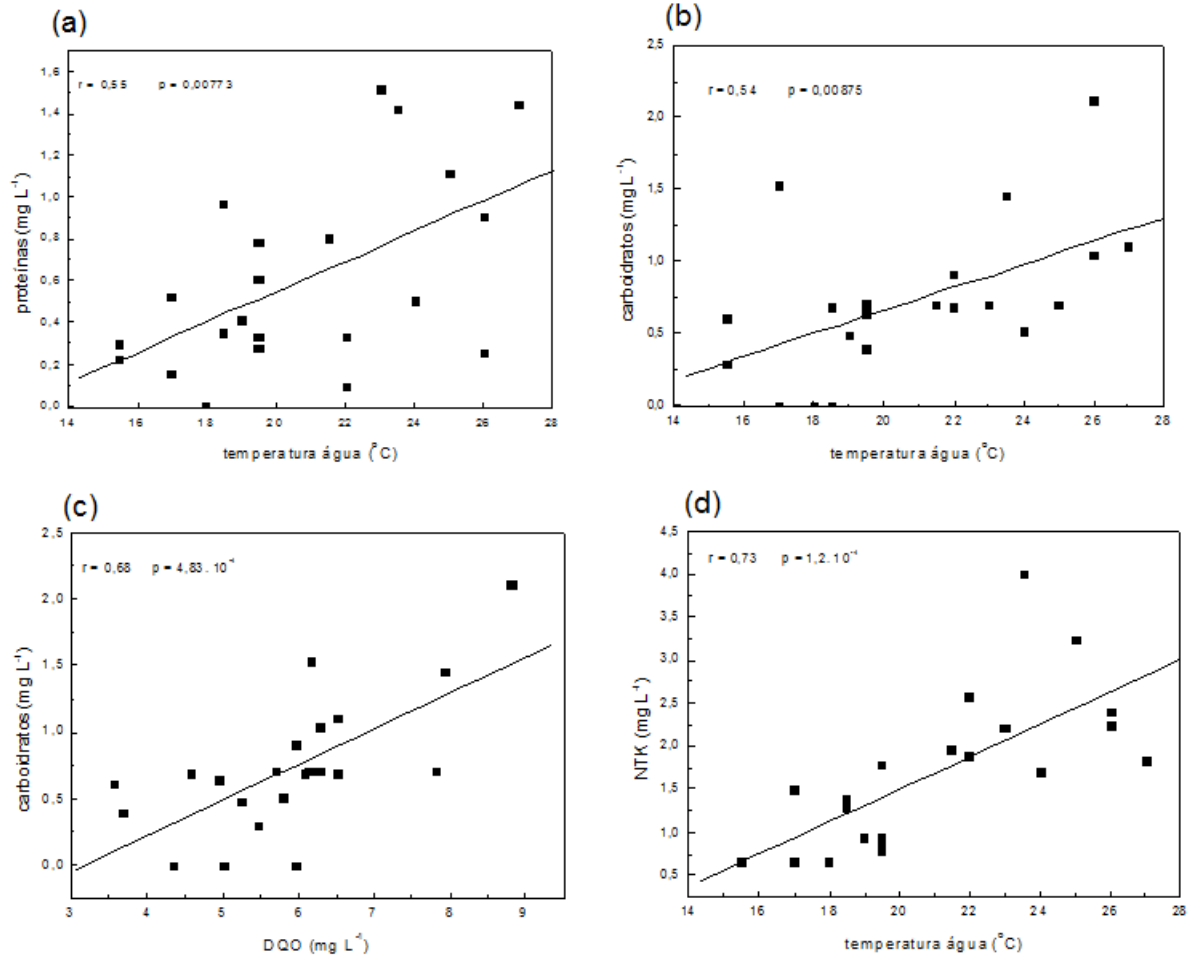 (a)
r = 0,55 p = 0,00773
1,6
1,4
1,2
1,0
0,8
0,6
0,4
0,2
0,0
proteínas (mg L⁻¹)
14 16 18 20 22 24 26 28
temperatura água (°C)
(b)
r = 0,54 p = 0,00875
2,5
2,0
1,5
1,0
0,5
0,0
carboidratos (mg L⁻¹)
14 16 18 20 22 24 26 28
temperatura água (°C)
(c)
r = 0,68 p = 4,83.10⁻⁴
2,5
2,0
1,5
1,0
0,5
0,0
carboidratos (mg L⁻¹)
3 4 5 6 7 8 9
DQO (mg L⁻¹)
(d)
r = 0,73 p = 1,2.10⁻⁴
4,5
4,0
3,5
3,0
2,5
2,0
1,5
1,0
0,5
NTK (mg L⁻¹)
14 16 18 20 22 24 26 28
temperatura água (°C)